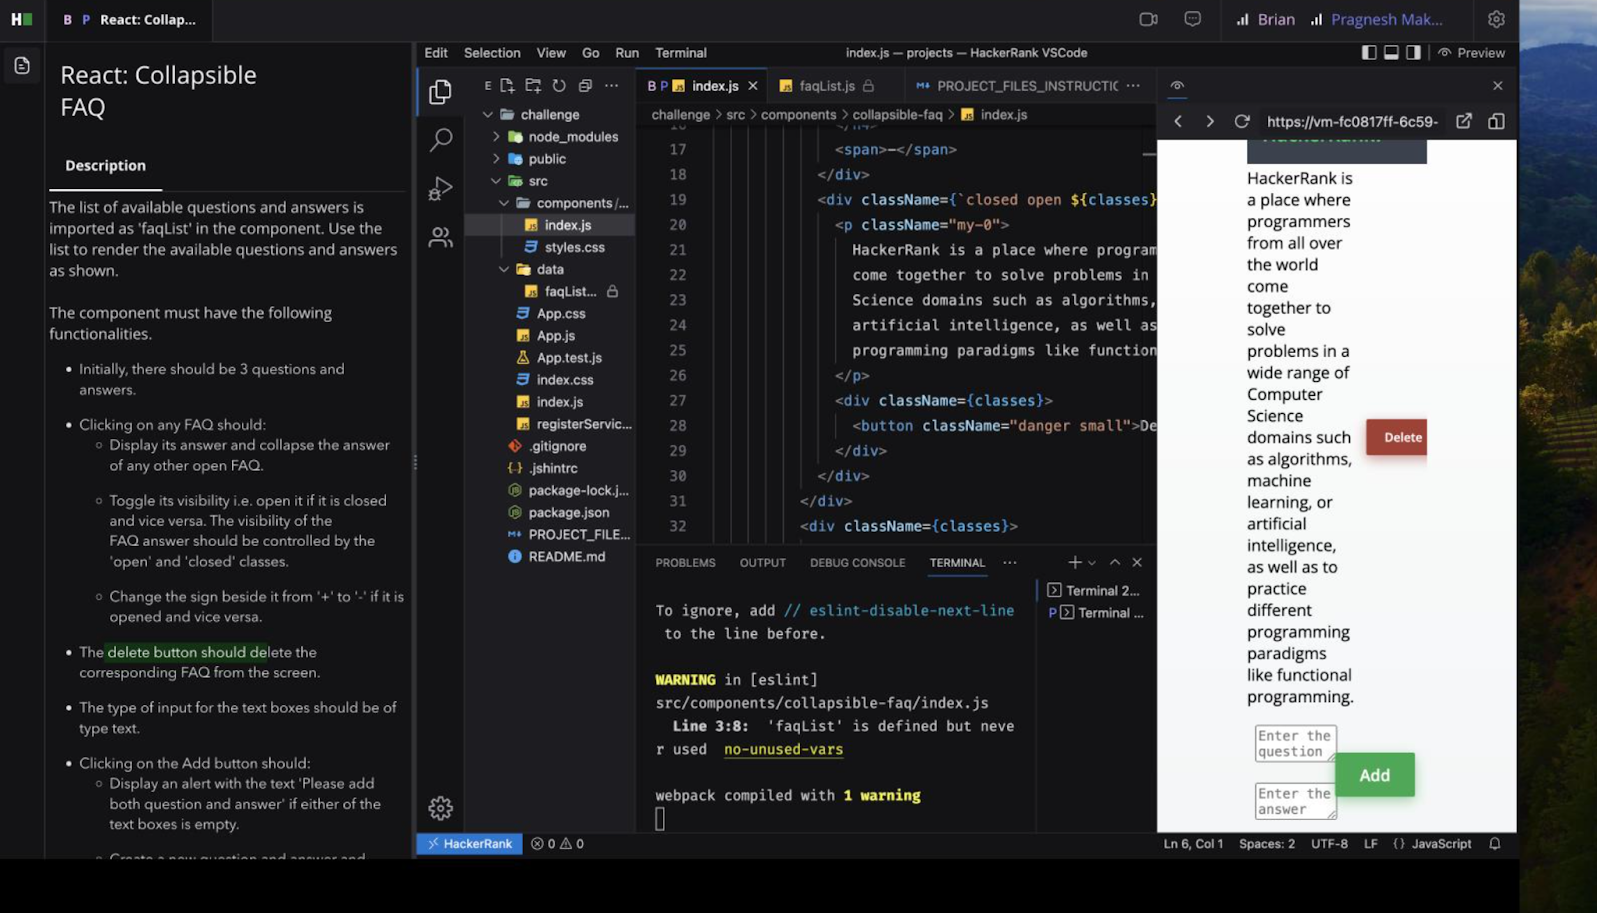 H
B P React: Collap...
Brian
Pragnesh Mak...
React: Collapsible
FAQ
Description
The list of available questions and answers is
imported as 'faqList' in the component. Use the
list to render the available questions and answers
as shown.
The component must have the following
functionalities.
• Initially, there should be 3 questions and
answers.
• Clicking on any FAQ should:
◦ Display its answer and collapse the answer
of any other open FAQ.
◦ Toggle its visibility i.e. open it if it is closed
and vice versa. The visibility of the
FAQ answer should be controlled by the
'open' and 'closed' classes.
◦ Change the sign beside it from '+' to '-' if it is
opened and vice versa.
• The delete button should delete the
corresponding FAQ from the screen.
• The type of input for the text boxes should be of
type text.
• Clicking on the Add button should:
◦ Display an alert with the text 'Please add
both question and answer' if either of the
text boxes is empty.
◦ Create a new question and answer and
Edit Selection View Go Run Terminal
index.js — projects — HackerRank VSCode
Preview
E
challenge
node_modules
public
src
components/...
index.js
styles.css
data
faqList...
App.css
App.js
App.test.js
index.css
index.js
registerServic...
.gitignore
.jshintrc
package-lock.j...
package.json
PROJECT_FILE...
README.md
B P index.js
faqList.js
PROJECT_FILES_INSTRUCTIC
challenge > src > components > collapsible-faq > index.js
16 </h4>
17 <span>—</span>
18 </div>
19 <div className={`closed open ${classes}
20 <p className="my-0">
21 HackerRank is a place where program
22 come together to solve problems in
23 Science domains such as algorithms,
24 artificial intelligence, as well as
25 programming paradigms like function
26 </p>
27 <div className={classes}>
28 <button className="danger small">De
29 </div>
30 </div>
31 </div>
32 <div className={classes}>
PROBLEMS OUTPUT DEBUG CONSOLE TERMINAL
To ignore, add // eslint-disable-next-line
to the line before.
WARNING in [eslint]
src/components/collapsible-faq/index.js
Line 3:8: 'faqList' is defined but neve
r used no-unused-vars
webpack compiled with 1 warning
Terminal 2...
P Terminal ...
https://vm-fc0817ff-6c59-
HackerRank?
HackerRank is
a place where
programmers
from all over
the world
come
together to
solve
problems in a
wide range of
Computer
Science
domains such
as algorithms,
machine
learning, or
artificial
intelligence,
as well as to
practice
different
programming
paradigms
like functional
programming.
Delete
Enter the
question
Add
Enter the
answer
HackerRank
0 0
Ln 6, Col 1 Spaces: 2 UTF-8 LF {} JavaScript